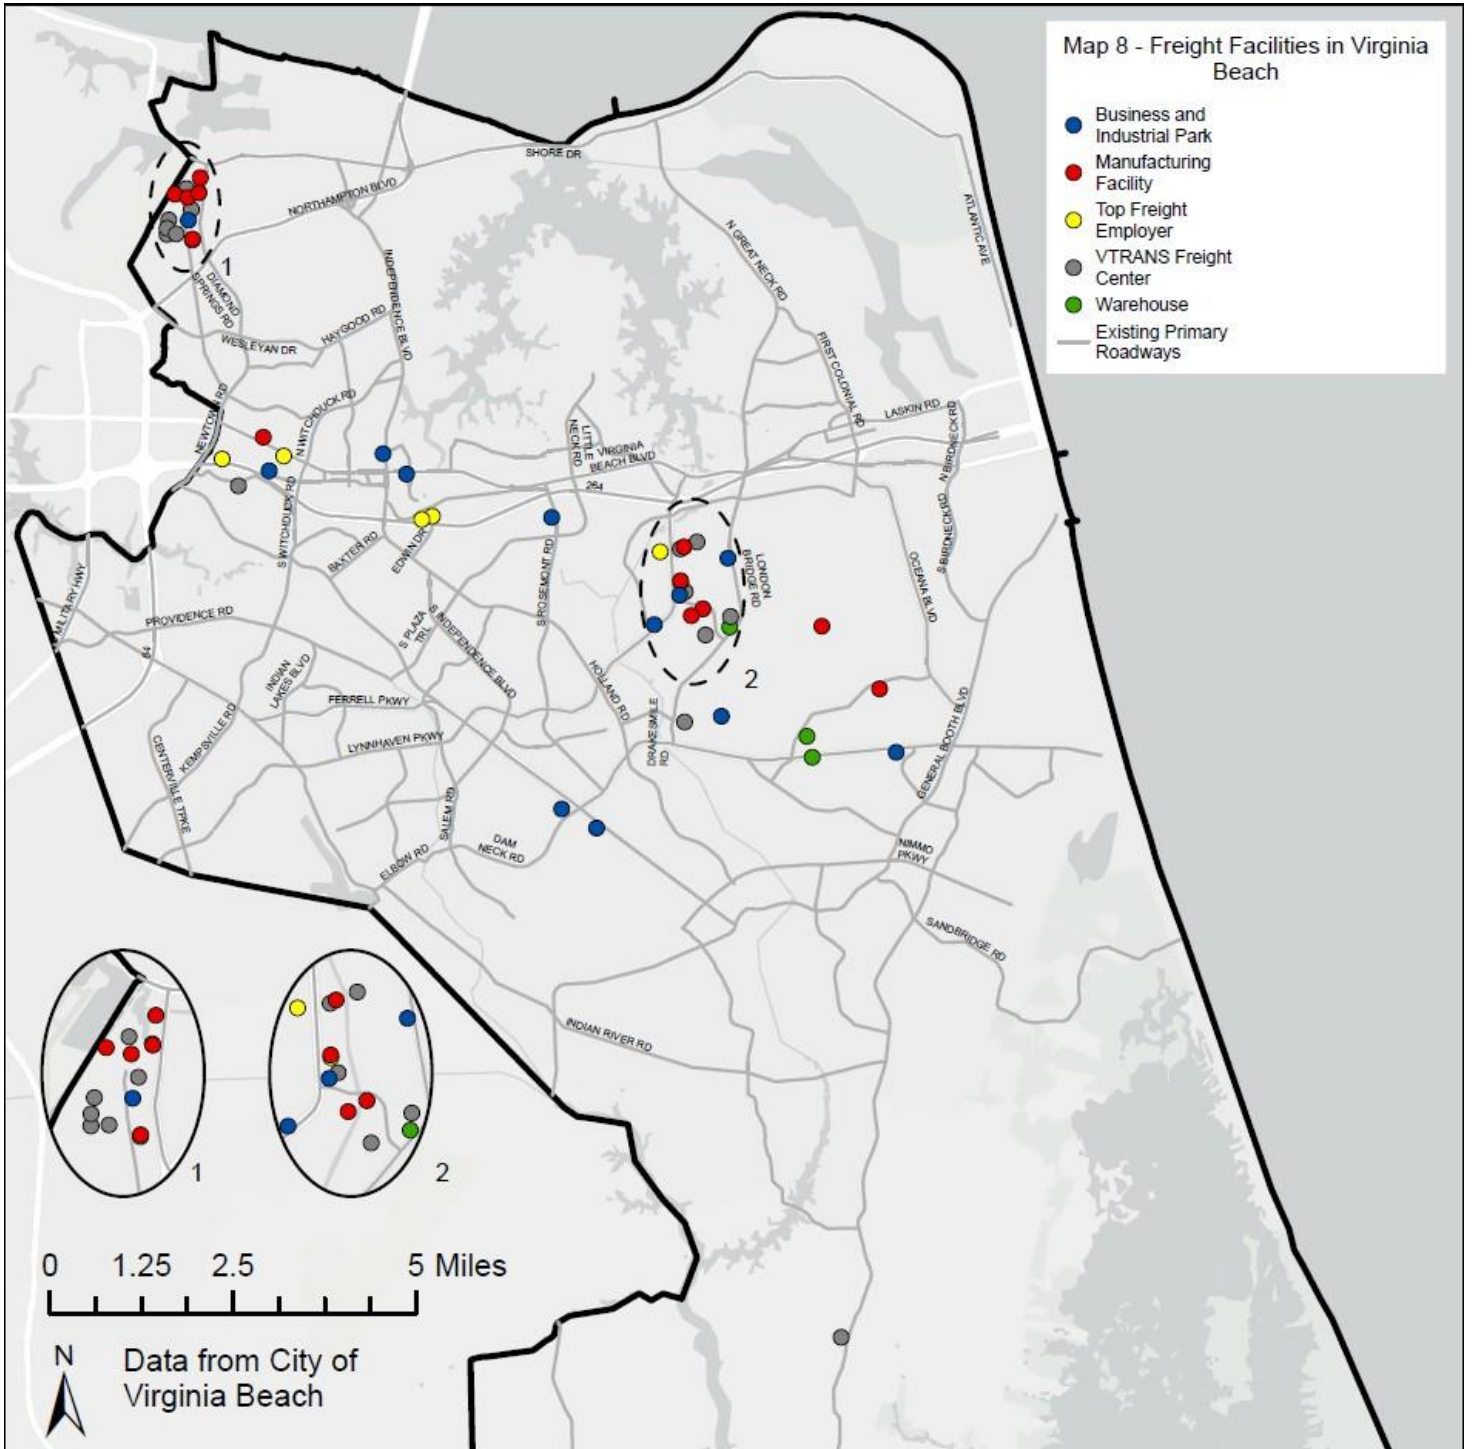 Map 8 - Freight Facilities in Virginia
Beach
Business and
Industrial Park
Manufacturing
Facility
Top Freight
Employer
VTRANS Freight
Center
Warehouse
Existing Primary
Roadways
SHORE DR
NORTHAMPTON BLVD
ATLANTIC AVE
N GREAT NECK RD
1
DIAMOND
SPRINGS RD
INDEPENDENCE BLVD
HAYGOOD RD
WESLEYAN DR
FIRST COLONIAL RD
LASKIN RD
NEWTOWN RD
N WITCHDUCK RD
LITTLE
NECK RD
VIRGINIA
BEACH BLVD
N BIRDNECK RD
264
S WITCHDUCK RD
BAXTER RD
EDWIN DR
S ROSEMONT RD
LONDON
BRIDGE RD
S BIRDNECK RD
OCEANA BLVD
MILITARY HWY
PROVIDENCE RD
64
S PLAZA
TRL
S INDEPENDENCE BLVD
INDIAN
LAKES BLVD
HOLLAND RD
2
FERRELL PKWY
KEMPSVILLE RD
LYNNHAVEN PKWY
DRAKESMILE
RD
GENERAL BOOTH BLVD
CENTERVILLE TPKE
SALEM RD
DAM
NECK RD
ELBOW RD
NIMMO
PKWY
SANDBRIDGE RD
INDIAN RIVER RD
1
2
0 1.25 2.5 5 Miles
N
Data from City of
Virginia Beach